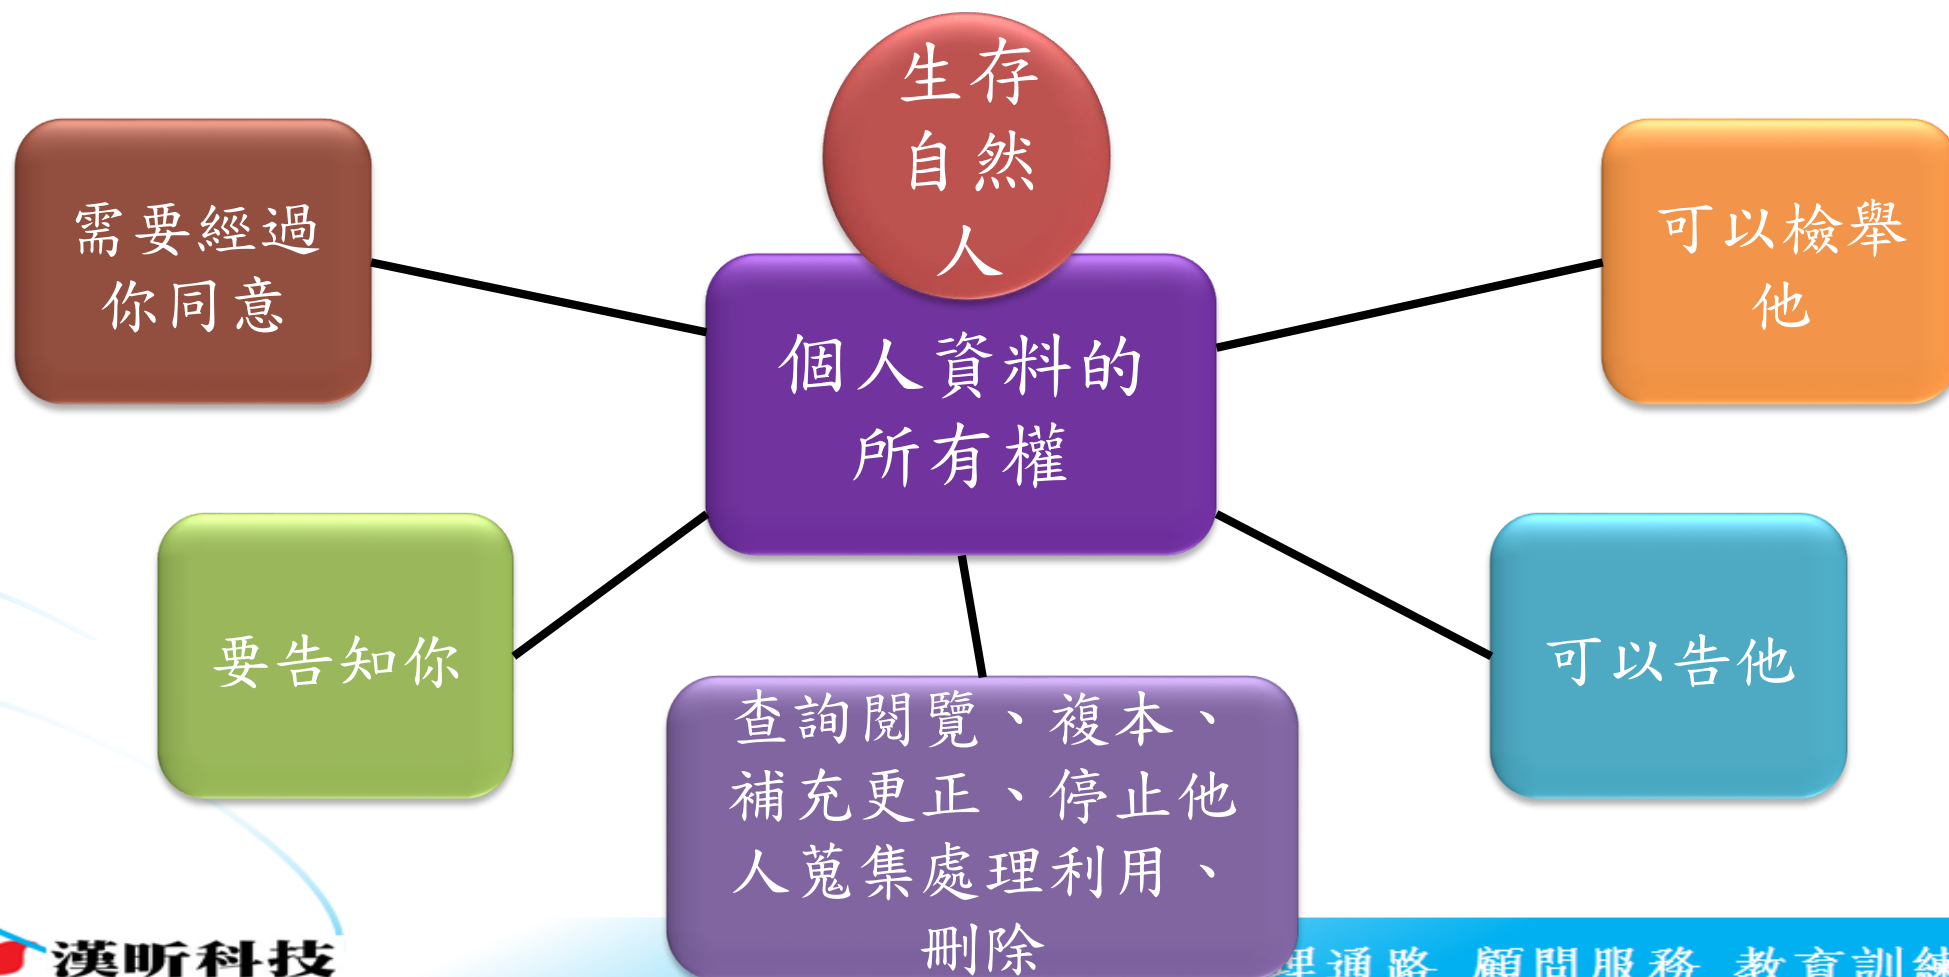 生存
自然
人
個人資料的
所有權
需要經過
你同意
可以檢舉
他
要告知你
可以告他
查詢閱覽、複本、
補充更正、停止他
人蒐集處理利用、
刪除
漢昕科技
理通路 顧問服務 教育訓練